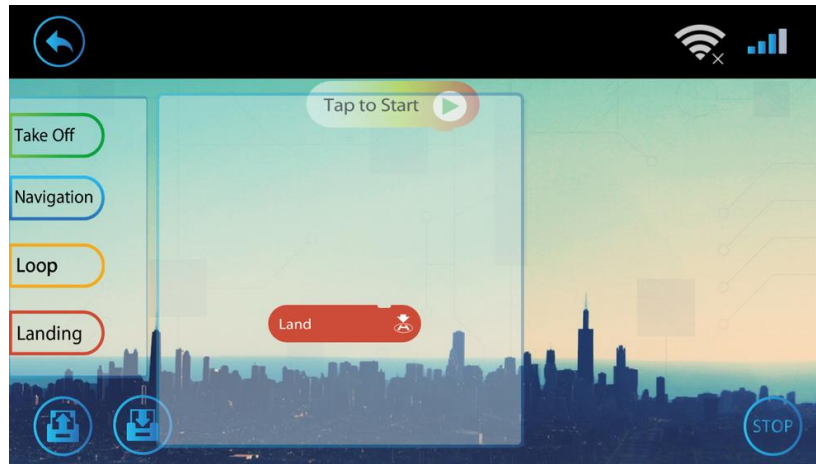 Tap to Start
Take Off
Navigation
Loop
Landing
Land
STOP